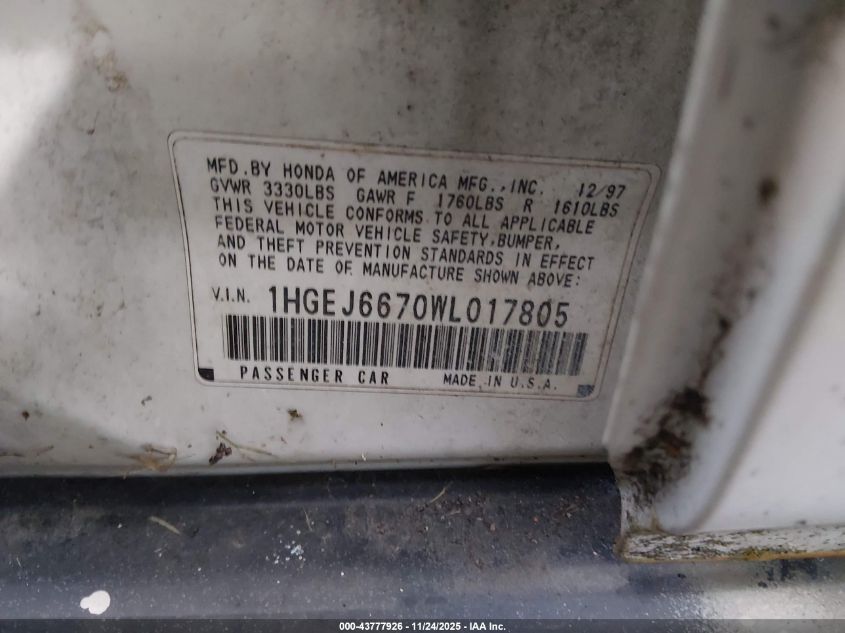 MFD.BY HONDA OF AMERICA MFG.,INC. 12/97
GVWR 3330LBS GAWR F 1760LBS R 1610LBS
THIS VEHICLE CONFORMS TO ALL APPLICABLE
FEDERAL MOTOR VEHICLE SAFETY,BUMPER,
AND THEFT PREVENTION STANDARDS IN EFFECT
ON THE DATE OF MANUFACTURE SHOWN ABOVE:
V.I.N. 1HGEJ6670WL017805
PASSENGER CAR MADE IN U.S.A.
000-43777926 - 11/24/2025 - IAA Inc.